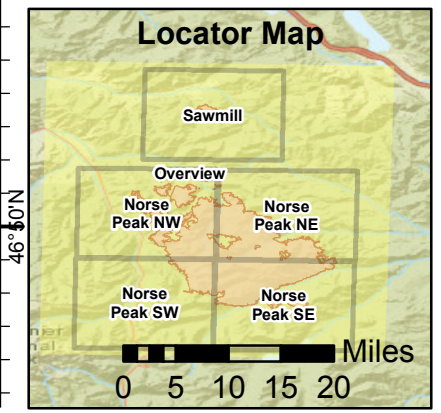 Locator Map
Sawmill
Overview
Norse
Peak NW
Norse
Peak NE
46°50'N
Norse
Peak SW
Norse
Peak SE
Miles
0 5 10 15 20